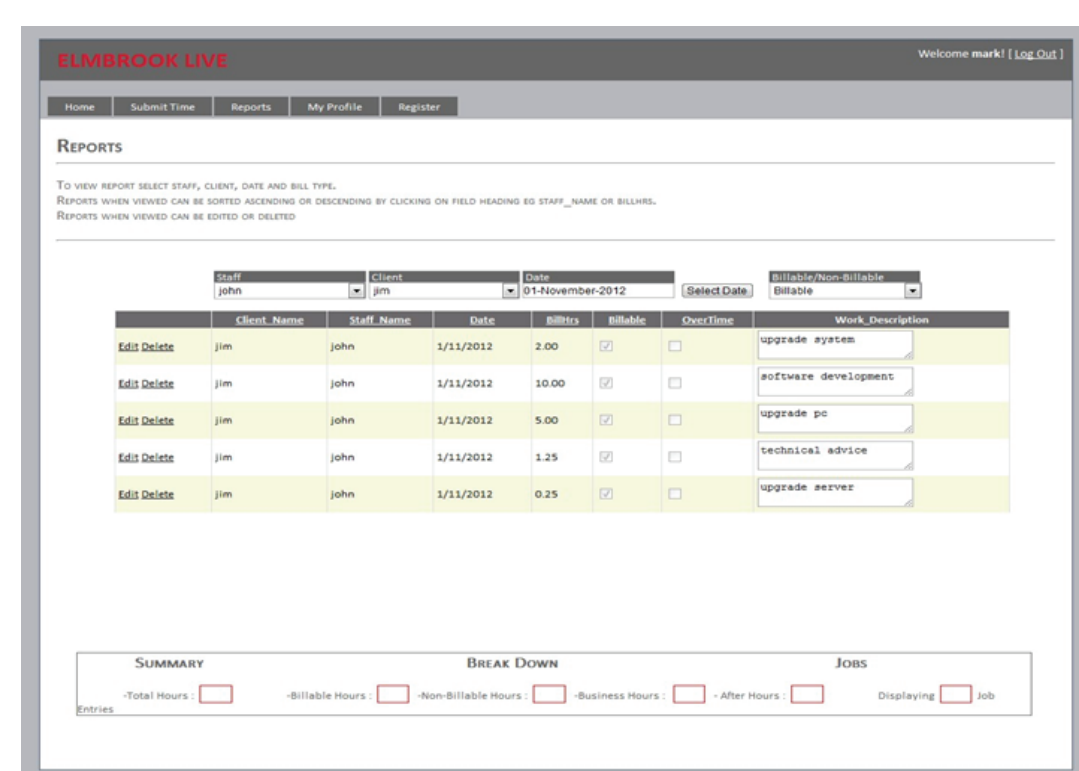 ELMBROOK LIVE
Welcome mark! [ Log Out ]
Home Submit Time Reports My Profile Register
REPORTS
TO VIEW REPORT SELECT STAFF, CLIENT, DATE AND BILL TYPE.
REPORTS WHEN VIEWED CAN BE SORTED ASCENDING OR DESCENDING BY CLICKING ON FIELD HEADING EG STAFF_NAME OR BILLHRS.
REPORTS WHEN VIEWED CAN BE EDITED OR DELETED
Staff Client Date Billable/Non-Billable
john jim 01-November-2012 Select Date Billable
Client_Name Staff_Name Date BillHrs Billable OverTime Work_Description
Edit Delete jim john 1/11/2012 2.00 upgrade system
Edit Delete jim john 1/11/2012 10.00 software development
Edit Delete jim john 1/11/2012 5.00 upgrade pc
Edit Delete jim john 1/11/2012 1.25 technical advice
Edit Delete jim john 1/11/2012 0.25 upgrade server
SUMMARY BREAK DOWN JOBS
-Total Hours : -Billable Hours : -Non-Billable Hours : -Business Hours : - After Hours : Displaying Job
Entries